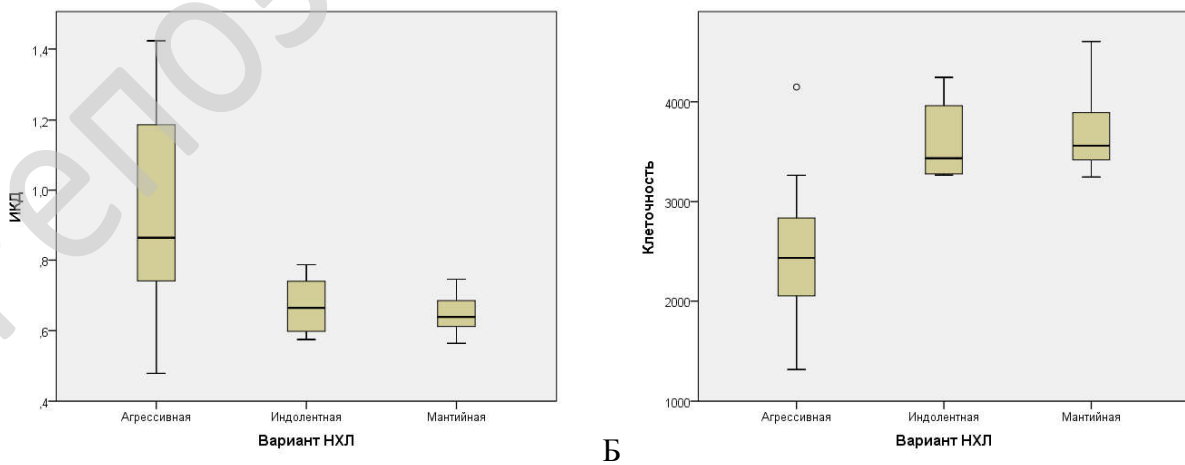 ИКД
1,4
1,2
1,0
,8
,6
,4
Агрессивная Индолентная Мантийная
Вариант НХЛ
Б
Клеточность
4000
3000
2000
1000
Агрессивная Индолентная Мантийная
Вариант НХЛ